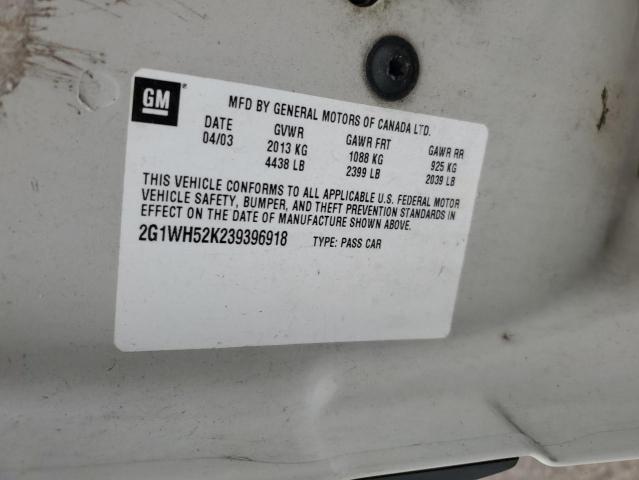 GM
MFD BY GENERAL MOTORS OF CANADA LTD.
DATE GVWR GAWR FRT GAWR RR
04/03 2013 KG 1088 KG 925 KG
4438 LB 2399 LB 2039 LB
THIS VEHICLE CONFORMS TO ALL APPLICABLE U.S. FEDERAL MOTOR
VEHICLE SAFETY, BUMPER, AND THEFT PREVENTION STANDARDS IN
EFFECT ON THE DATE OF MANUFACTURE SHOWN ABOVE.
2G1WH52K239396918 TYPE: PASS CAR